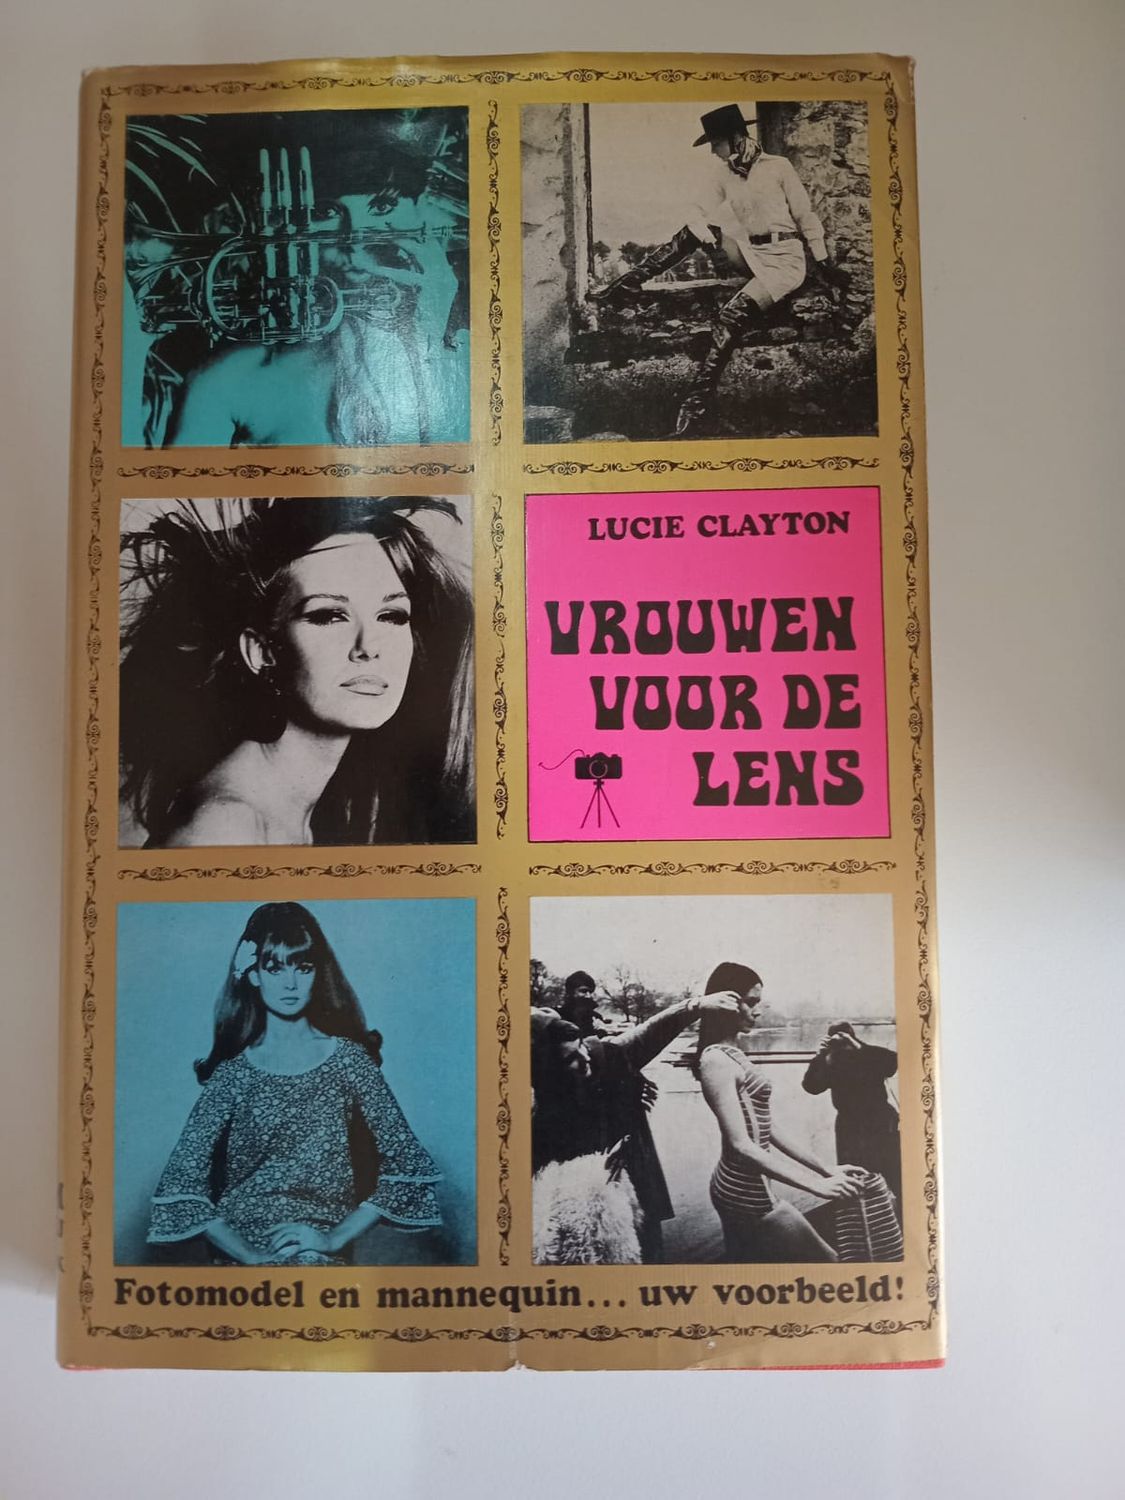 LUCIE CLAYTON
VROUWEN
VOOR DE
LENS
Fotomodel en mannequin... uw voorbeeld!